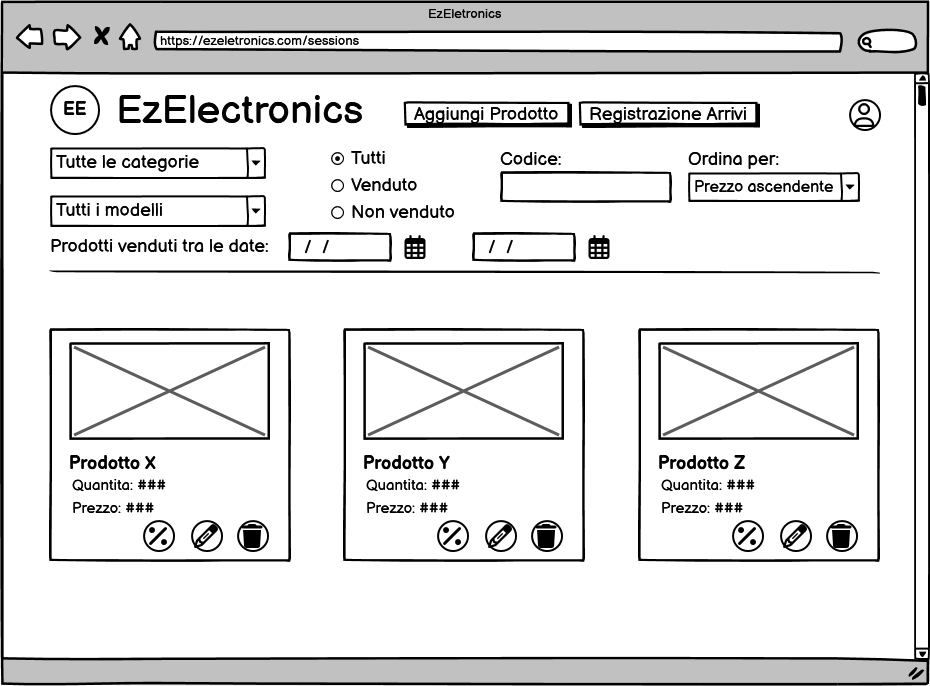 EzEletronics
https://ezeletronics.com/sessions
EE
EzElectronics
Aggiungi Prodotto
Registrazione Arrivi
Tutte le categorie
Tutti i modelli
Tutti
Venduto
Non venduto
Codice:
Ordina per:
Prezzo ascendente
Prodotti venduti tra le date:
/ /
/ /
Prodotto X
Quantita: ###
Prezzo: ###
Prodotto Y
Quantita: ###
Prezzo: ###
Prodotto Z
Quantita: ###
Prezzo: ###